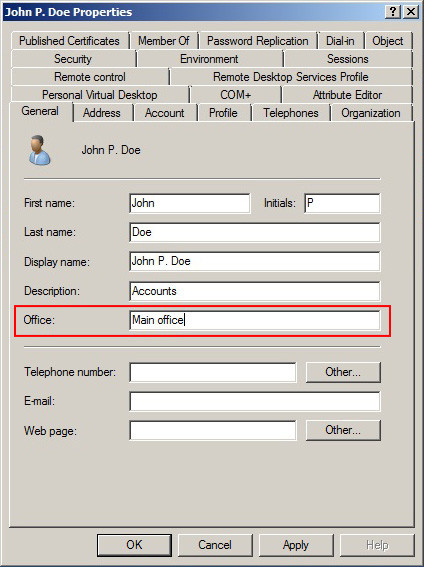 John P. Doe Properties
Published Certificates Member Of Password Replication Dial-in Object
Security Environment Sessions
Remote control Remote Desktop Services Profile
Personal Virtual Desktop COM+ Attribute Editor
General Address Account Profile Telephones Organization
John P. Doe
First name: John Initials: P
Last name: Doe
Display name: John P. Doe
Description: Accounts
Office: Main office
Telephone number: Other...
E-mail:
Web page: Other...
OK Cancel Apply Help